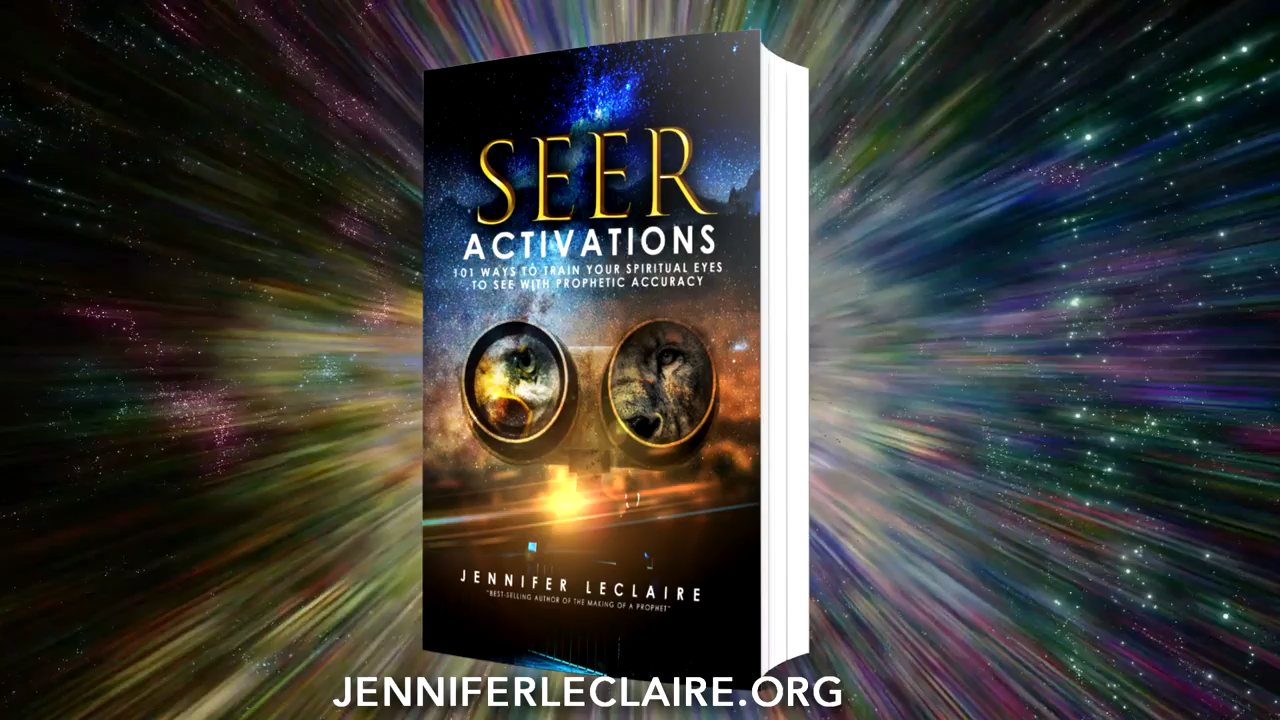 SEER
ACTIVATIONS
101 WAYS TO TRAIN YOUR SPIRITUAL EYES
TO SEE WITH PROPHETIC ACCURACY
JENNIFER LECLAIRE
"BEST-SELLING AUTHOR OF THE MAKING OF A PROPHET"
JENNIFERLECLAIRE.ORG